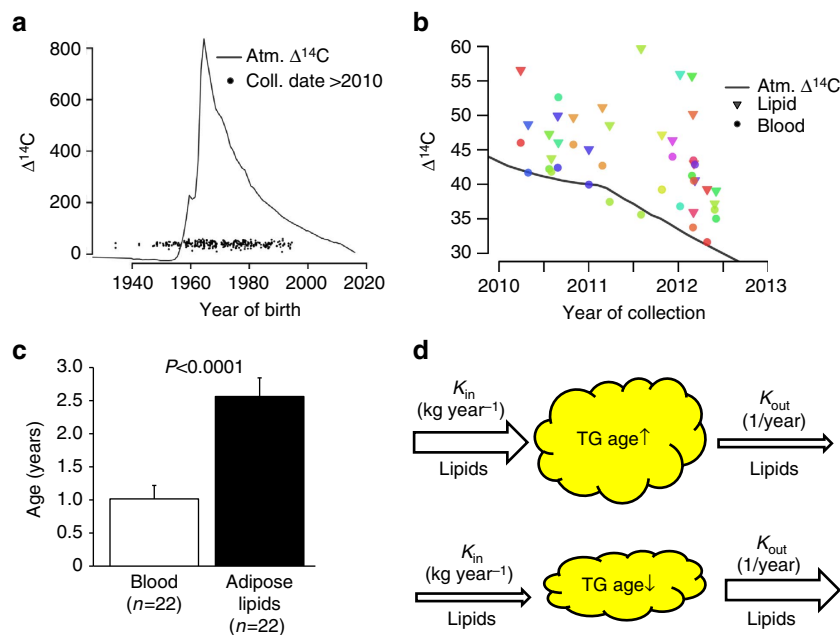 a
800
600
400
200
0
Δ¹⁴C
Atm. Δ¹⁴C
Coll. date >2010
1940
1960
1980
2000
2020
Year of birth
b
60
55
50
45
40
35
30
Δ¹⁴C
Atm. Δ¹⁴C
Lipid
Blood
2010
2011
2012
2013
Year of collection
c
P<0.0001
3.0
2.5
2.0
1.5
1.0
0.5
0
Age (years)
Blood
(n=22)
Adipose
lipids
(n=22)
d
Kin
(kg year⁻¹)
Lipids
TG age↑
Kout
(1/year)
Lipids
Kin
(kg year⁻¹)
Lipids
TG age↓
Kout
(1/year)
Lipids